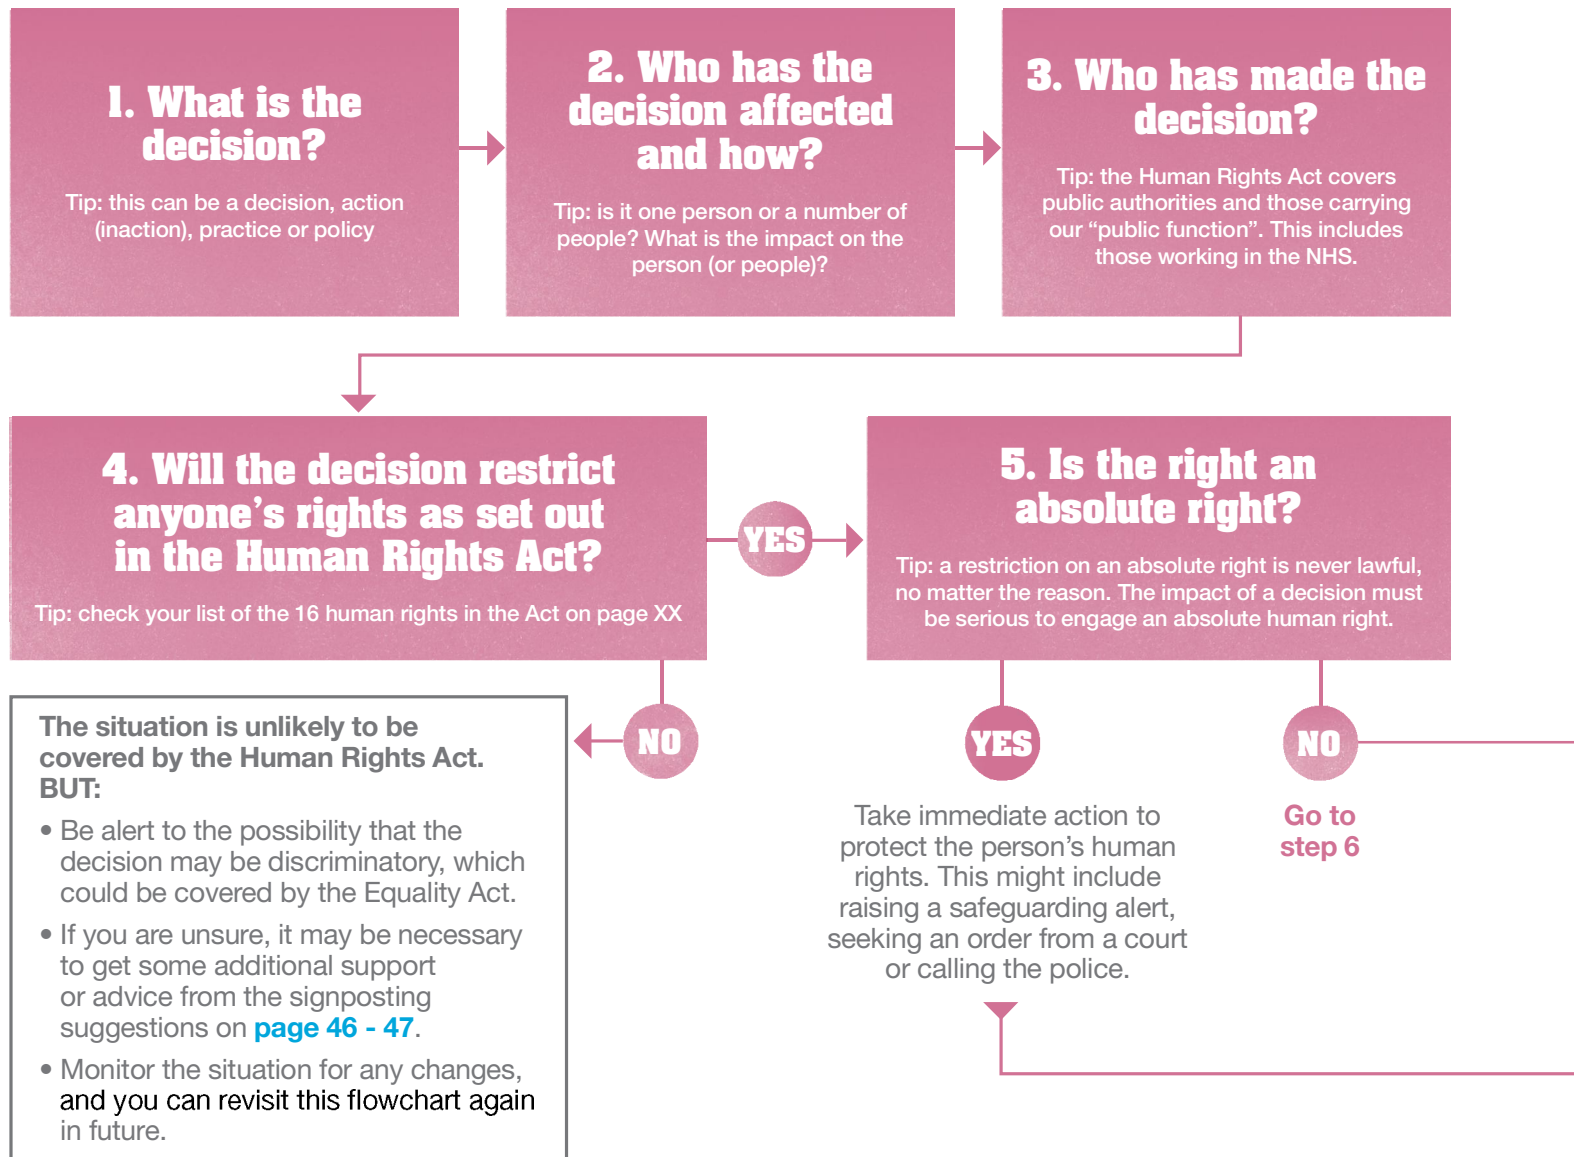 1. What is the
decision?
Tip: this can be a decision, action
(inaction), practice or policy
2. Who has the
decision affected
and how?
Tip: is it one person or a number of
people? What is the impact on the
person (or people)?
3. Who has made the
decision?
Tip: the Human Rights Act covers
public authorities and those carrying
our “public function”. This includes
those working in the NHS.
4. Will the decision restrict
anyone’s rights as set out
in the Human Rights Act?
Tip: check your list of the 16 human rights in the Act on page XX
YES
5. Is the right an
absolute right?
Tip: a restriction on an absolute right is never lawful,
no matter the reason. The impact of a decision must
be serious to engage an absolute human right.
NO
The situation is unlikely to be
covered by the Human Rights Act.
BUT:
• Be alert to the possibility that the
decision may be discriminatory, which
could be covered by the Equality Act.
• If you are unsure, it may be necessary
to get some additional support
or advice from the signposting
suggestions on page 46 - 47.
• Monitor the situation for any changes,
and you can revisit this flowchart again
in future.
YES
Take immediate action to
protect the person’s human
rights. This might include
raising a safeguarding alert,
seeking an order from a court
or calling the police.
NO
Go to
step 6